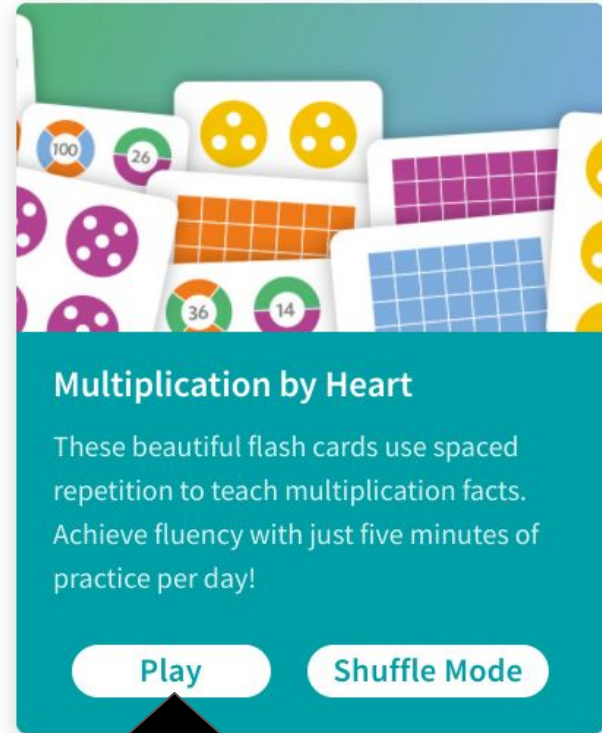 100
26
36
14
Multiplication by Heart
These beautiful flash cards use spaced
repetition to teach multiplication facts.
Achieve fluency with just five minutes of
practice per day!
Play
Shuffle Mode